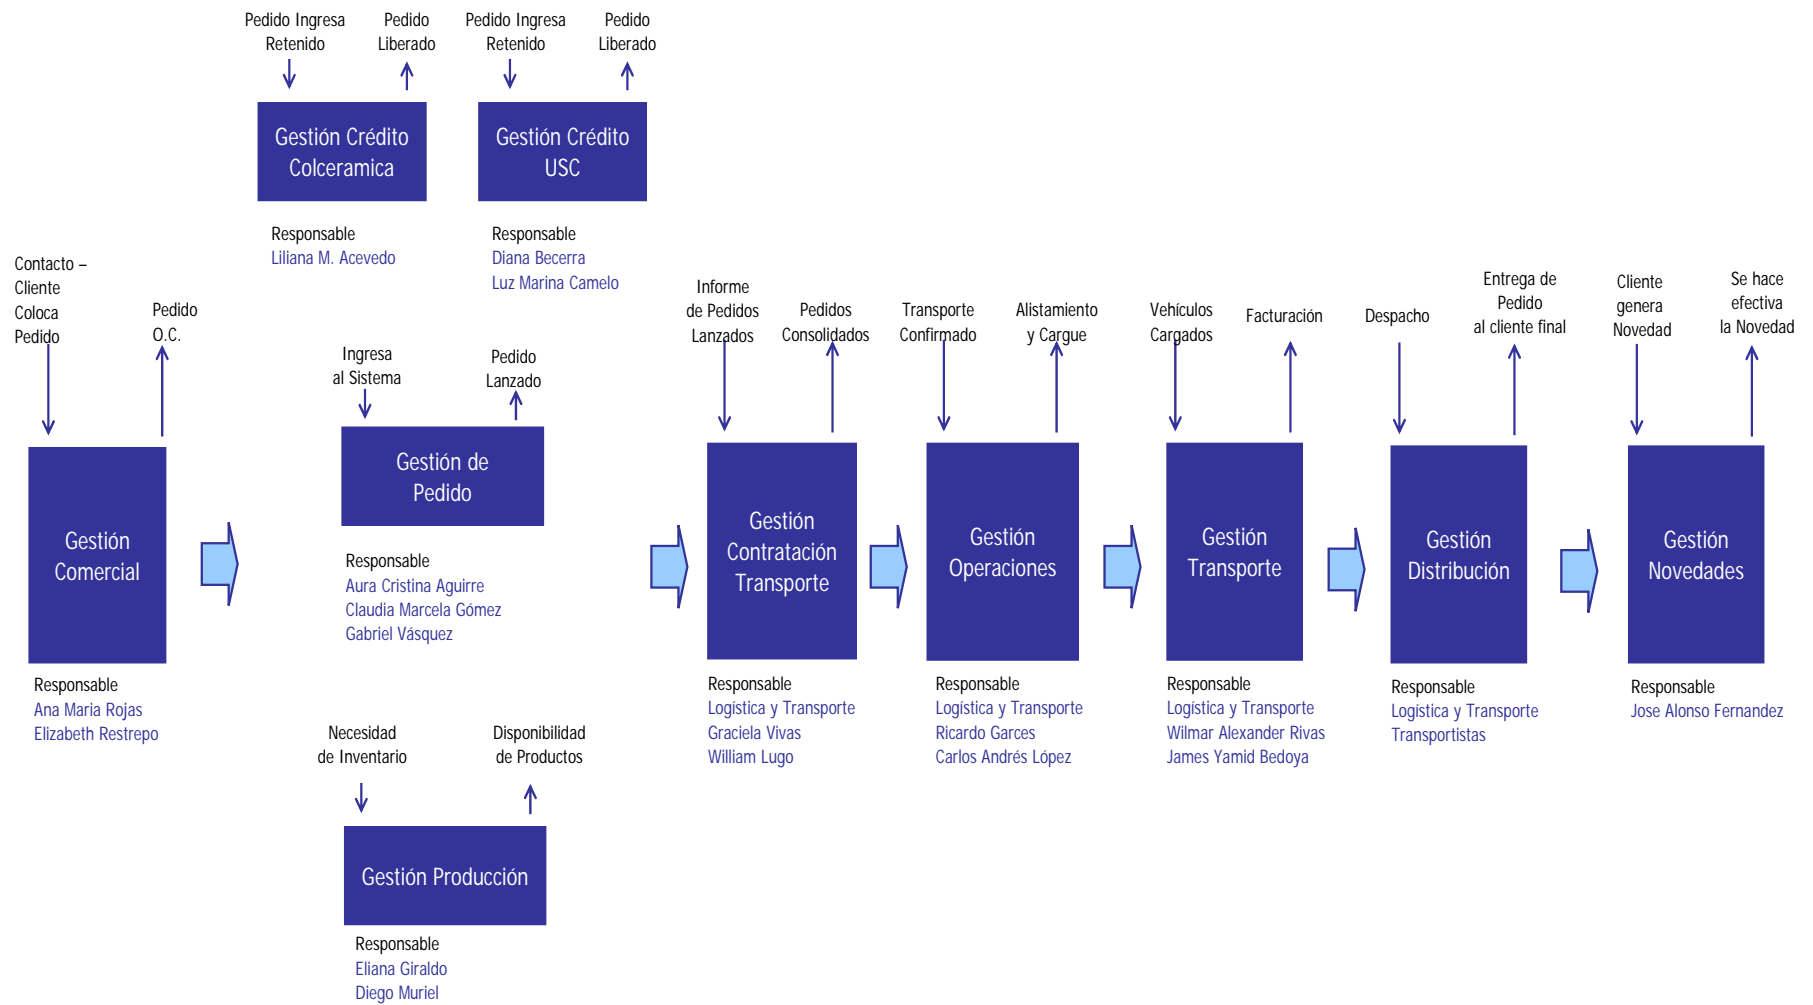 Pedido Ingresa
Retenido
Pedido
Liberado
Pedido Ingresa
Retenido
Pedido
Liberado
Gestión Crédito
Colceramica
Gestión Crédito
USC
Responsable
Liliana M. Acevedo
Responsable
Diana Becerra
Luz Marina Camelo
Contacto –
Cliente
Coloca
Pedido
Pedido
O.C.
Gestión
Comercial
Responsable
Ana Maria Rojas
Elizabeth Restrepo
Ingresa
al Sistema
Pedido
Lanzado
Gestión de
Pedido
Responsable
Aura Cristina Aguirre
Claudia Marcela Gómez
Gabriel Vásquez
Necesidad
de Inventario
Disponibilidad
de Productos
Gestión Producción
Responsable
Eliana Giraldo
Diego Muriel
Informe
de Pedidos
Lanzados
Pedidos
Consolidados
Gestión
Contratación
Transporte
Responsable
Logística y Transporte
Graciela Vivas
William Lugo
Transporte
Confirmado
Alistamiento
y Cargue
Gestión
Operaciones
Responsable
Logística y Transporte
Ricardo Garces
Carlos Andrés López
Vehículos
Cargados
Facturación
Gestión
Transporte
Responsable
Logística y Transporte
Wilmar Alexander Rivas
James Yamid Bedoya
Despacho
Entrega de
Pedido
al cliente final
Gestión
Distribución
Responsable
Logística y Transporte
Transportistas
Cliente
genera
Novedad
Se hace
efectiva
la Novedad
Gestión
Novedades
Responsable
Jose Alonso Fernandez